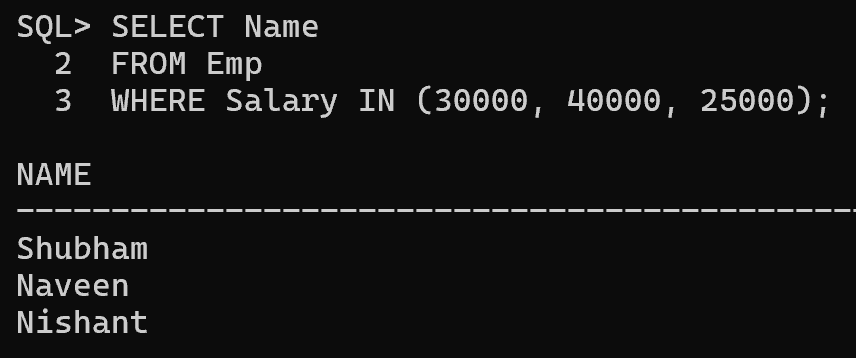 SQL> SELECT Name
  2  FROM Emp
  3  WHERE Salary IN (30000, 40000, 25000);
NAME
--------------------------------------------
Shubham
Naveen
Nishant